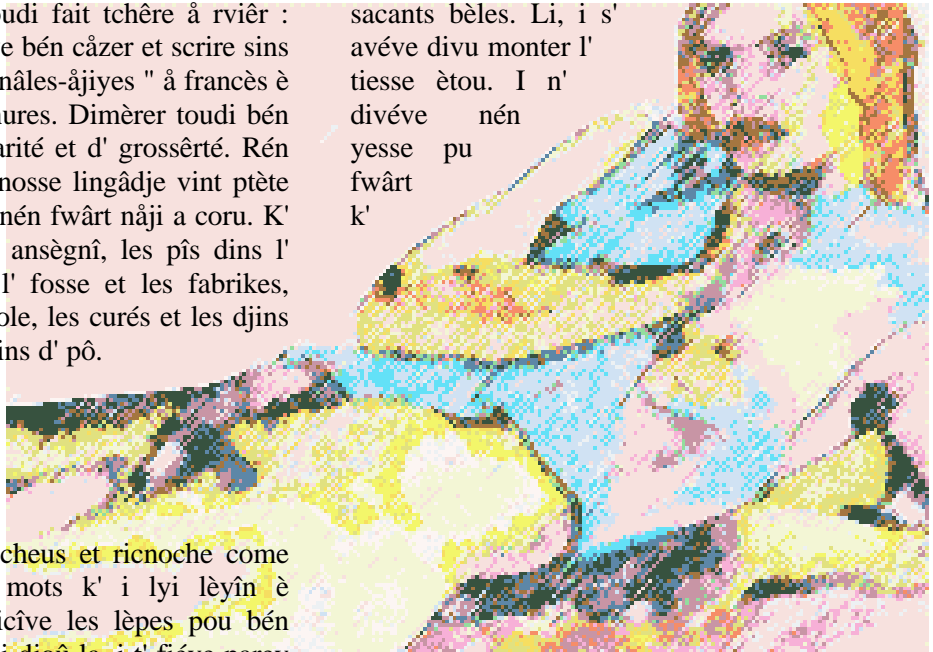 oudi fait tchêre å rviêr :
e bén cåzer et scrire sins
nâles-åjiyes " å francès è
ures. Dimèrer toudi bén
arité et d' grossêrté. Rén
nosse lingâdje vint ptète
nén fwârt nåji a coru. K'
ansègnî, les pîs dins l'
l' fosse et les fabrikes,
ole, les curés et les djins
ins d' pô.
cheus et ricnoche come
mots k' i lyi lèyîn è
icîve les lèpes pou bén
sacants bèles. Li, i s'
avéve divu monter l'
tiesse ètou. I n'
divéve nén
yesse pu
fwârt
k'